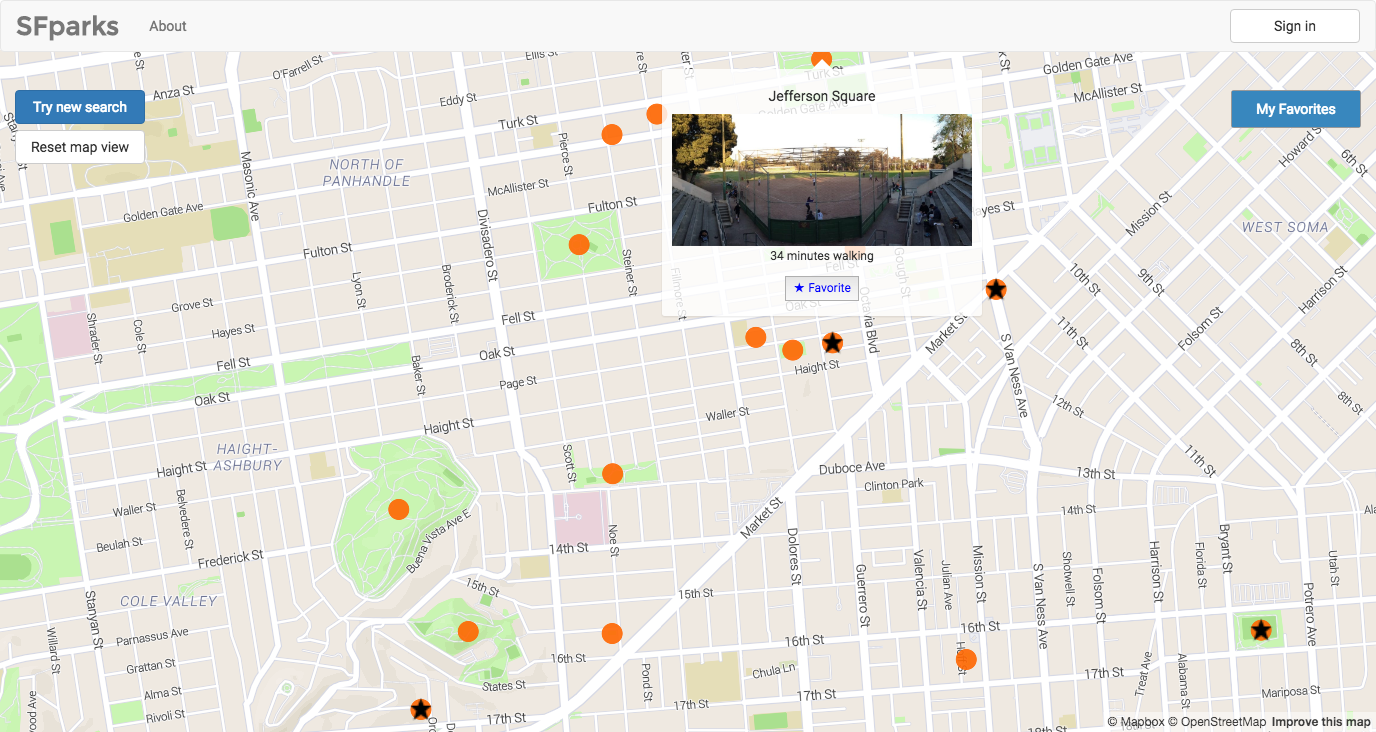 SFparks
About
Sign in
Try new search
Reset map view
My Favorites
Jefferson Square
34 minutes walking
★ Favorite
O'Farrell St
Anza St
Ellis St
Eddy St
Turk St
Turk St
Golden Gate Ave
Golden Gate Ave
McAllister St
Howard St
6th St
NORTH OF
PANHANDLE
Masonic Ave
Pierce St
McAllister St
Golden Gate Ave
Fulton St
Fulton St
Divisadero St
Steiner St
Fillmore St
Hayes St
Gough St
Mission St
WEST SOMA
10th St
9th St
Harrison St
Lyon St
Broderick St
Grove St
Shrader St
Cole St
Hayes St
Fell St
Fell St
Fell St
Oak St
Oak St
Oak St
Octavia Blvd
Market St
S Van Ness Ave
11th St
Folsom St
8th St
8th St
Baker St
Page St
Haight St
Waller St
Haight St
12th St
11th St
HAIGHT-
ASHBURY
Haight St
Scott St
Duboce Ave
Clinton Park
13th St
Waller St
Belvedere St
Beulah St
Frederick St
Buena Vista Ave E
14th St
Noe St
Market St
Dolores St
14th St
Bryant St
15th St
15th St
Guerrero St
Valencia St
Julian Ave
Mission St
S Van Ness Ave
Shotwell St
Folsom St
Harrison St
Florida St
Potrero Ave
Utah St
COLE VALLEY
Stanyan St
Willard St
Parnassus Ave
Grattan St
Alma St
Rivoli St
16th St
16th St
16th St
States St
Pond St
Chula Ln
17th St
17th St
17th St
17th St
Treat Ave
Alabama St
Mariposa St
18th St
© Mapbox © OpenStreetMap Improve this map